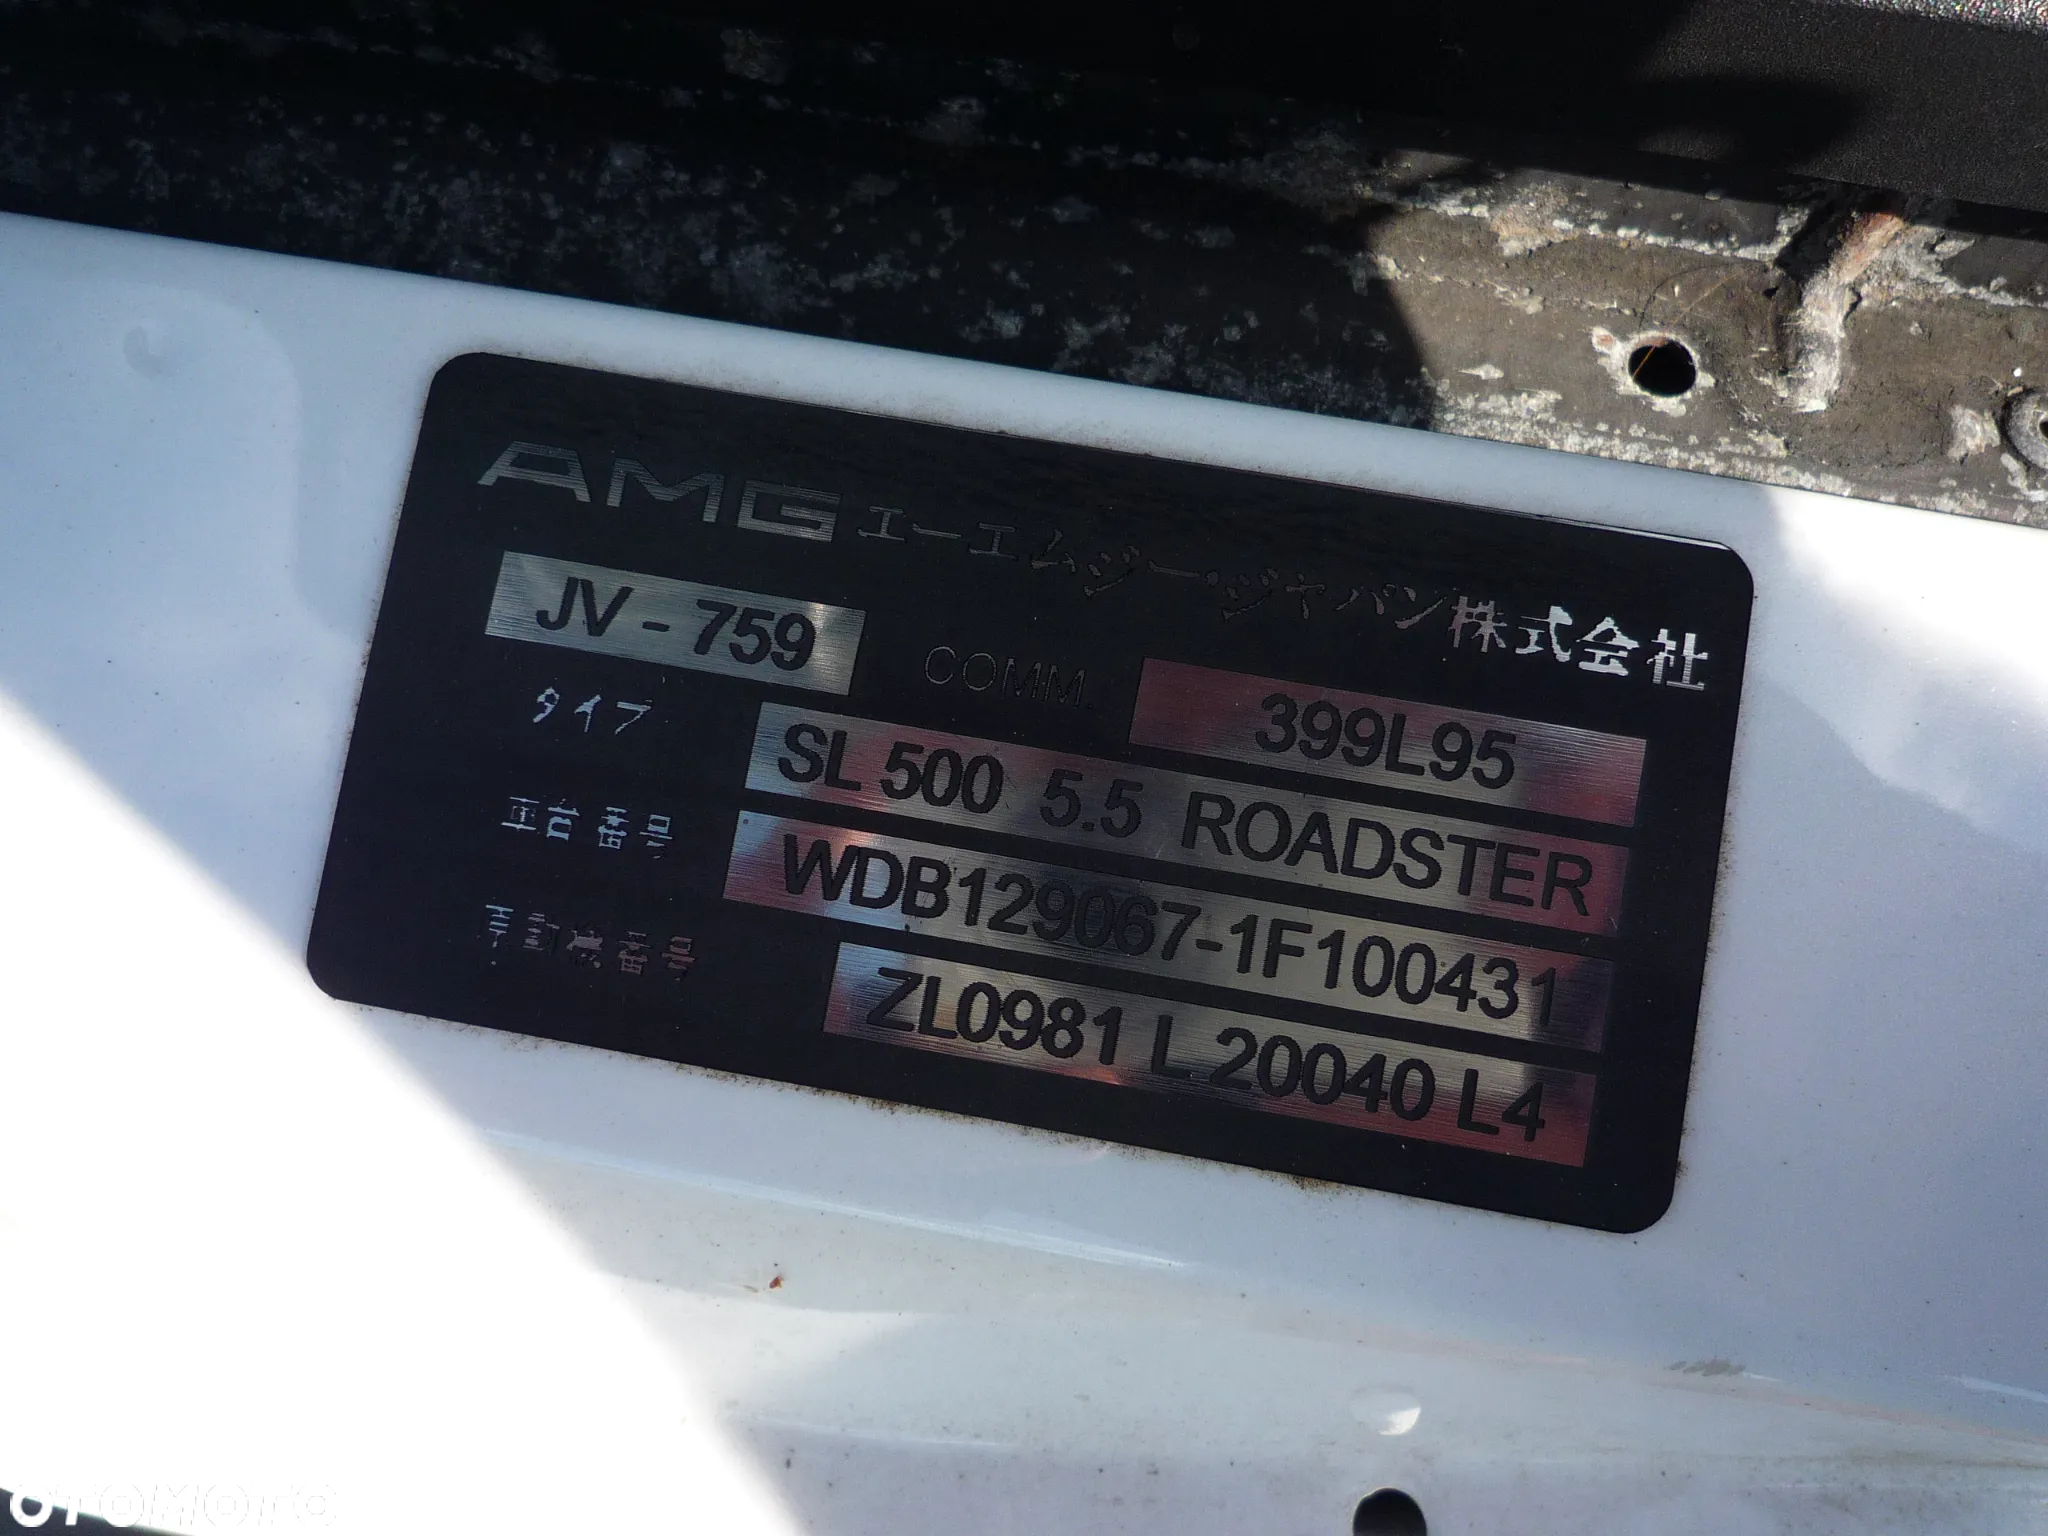 AMG エーエムジー・ジャパン株式会社
JV - 759 COMM. 399L95
タイプ SL 500 5.5 ROADSTER
車台番号 WDB129067-1F100431
原動機番号 ZL0981 L 20040 L4
OTOMOTO